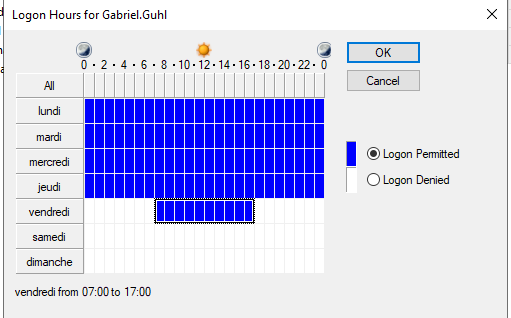 Logon Hours for Gabriel.Guhl
OK
0 · 2 · 4 · 6 · 8 · 10 · 12 · 14 · 16 · 18 · 20 · 22 · 0
Cancel
All
lundi
mardi
mercredi
Logon Permitted
jeudi
Logon Denied
vendredi
samedi
dimanche
vendredi from 07:00 to 17:00